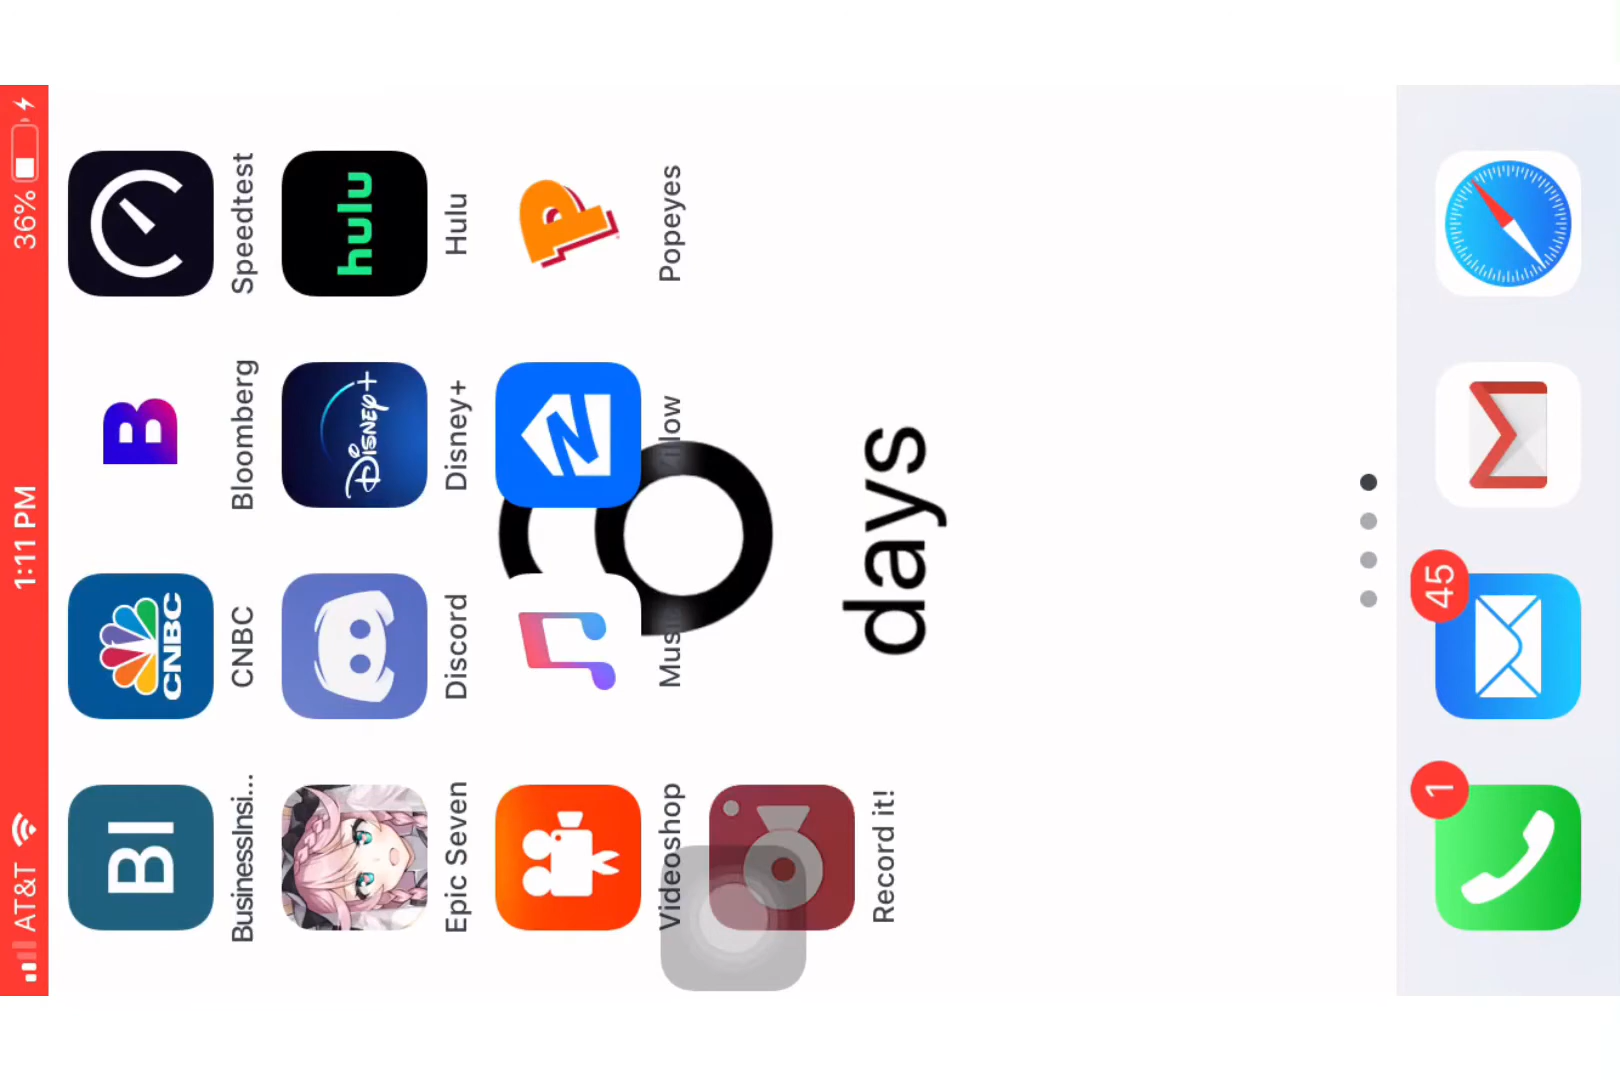 AT&T 1:11 PM 36%
BI CNBC B
BusinessInsi... CNBC Bloomberg Speedtest
Disney+ hulu
Epic Seven Discord Disney+ Hulu
Videoshop Popeyes
days
Record it!
1 45